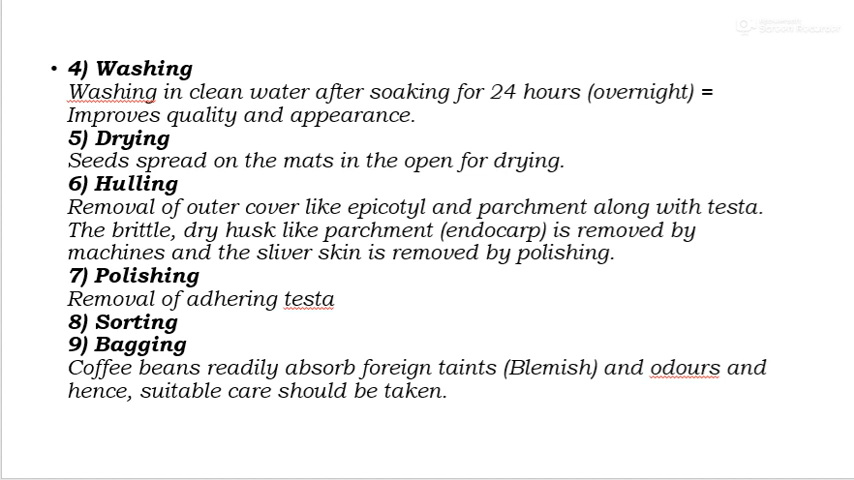 • 4) Washing
Washing in clean water after soaking for 24 hours (overnight) =
Improves quality and appearance.
5) Drying
Seeds spread on the mats in the open for drying.
6) Hulling
Removal of outer cover like epicotyl and parchment along with testa.
The brittle, dry husk like parchment (endocarp) is removed by
machines and the sliver skin is removed by polishing.
7) Polishing
Removal of adhering testa
8) Sorting
9) Bagging
Coffee beans readily absorb foreign taints (Blemish) and odours and
hence, suitable care should be taken.